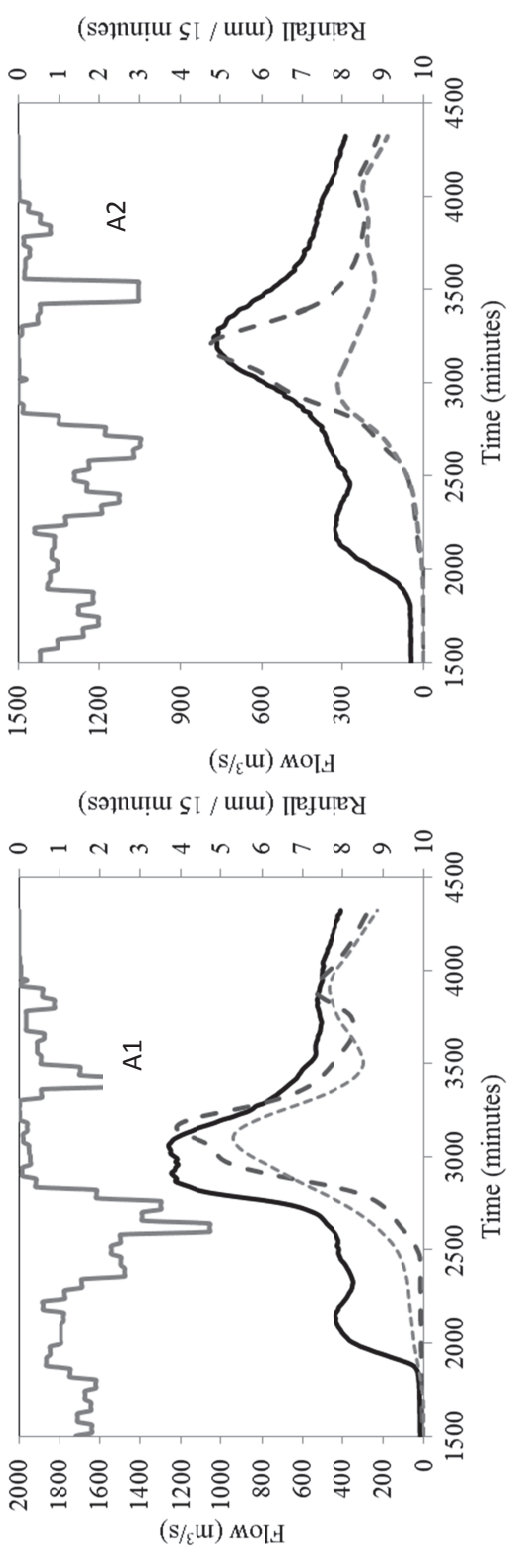 Rainfall (mm / 15 minutes)
0 1 2 3 4 5 6 7 8 9 10
A1
2000
1800
1600
1400
1200
1000
800
600
400
200
0
Flow (m³/s)
1500 2000 2500 3000 3500 4000 4500
Time (minutes)
Rainfall (mm / 15 minutes)
0 1 2 3 4 5 6 7 8 9 10
A2
1500
1200
900
600
300
0
Flow (m³/s)
1500 2000 2500 3000 3500 4000 4500
Time (minutes)